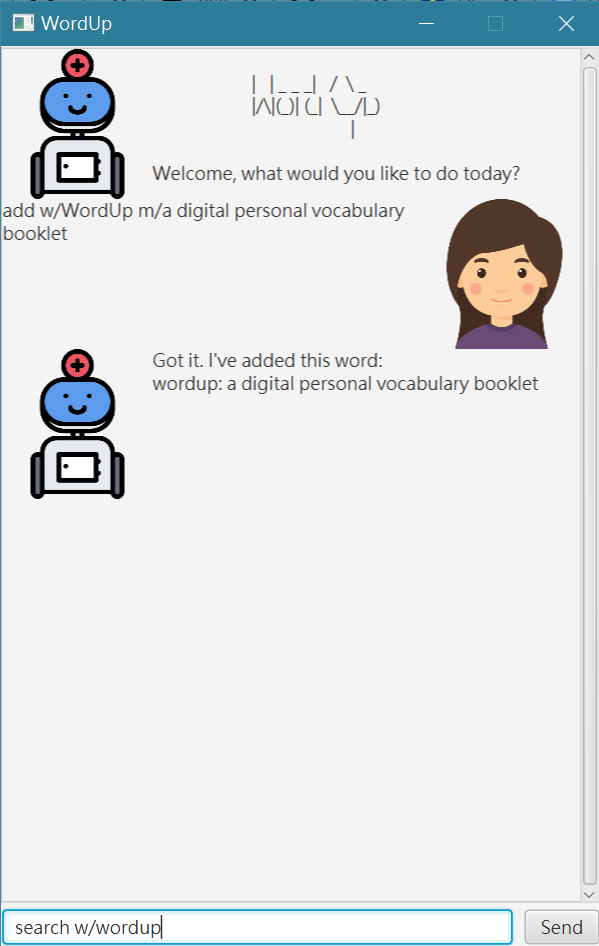 WordUp
|  | _ _ _|  /  \ _
|/\|(_)| (_|  \__/|_)
|
Welcome, what would you like to do today?
add w/WordUp m/a digital personal vocabulary
booklet
Got it. I've added this word:
wordup: a digital personal vocabulary booklet
search w/wordup
Send